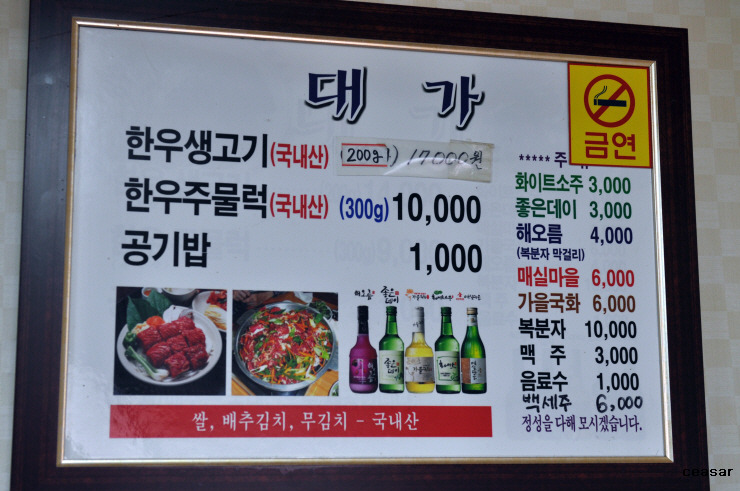 대 가
한우생고기(국내산) (200g) 17000원
한우주물럭(국내산) (300g) 10,000
공기밥 1,000
금연
***** 주
화이트소주 3,000
좋은데이 3,000
해오름 4,000
(복분자 막걸리)
매실마을 6,000
가을국화 6,000
복분자 10,000
맥 주 3,000
음료수 1,000
백세주 6,000
정성을 다해 모시겠습니다.
쌀, 배추김치, 무김치 - 국내산
ceasar